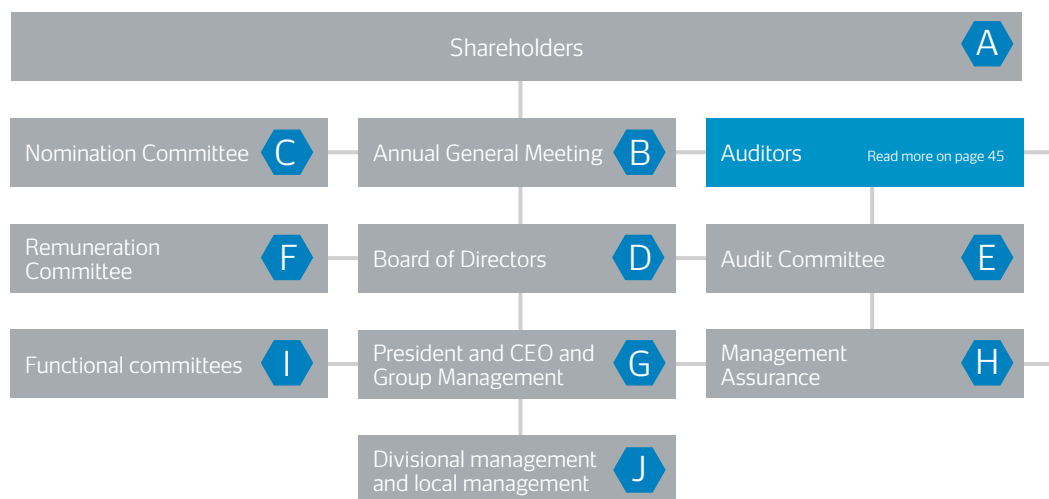 Shareholders A
Nomination Committee C
Annual General Meeting B
Auditors Read more on page 45
Remuneration
Committee F
Board of Directors D
Audit Committee E
Functional committees I
President and CEO and
Group Management G
Management
Assurance H
Divisional management
and local management J